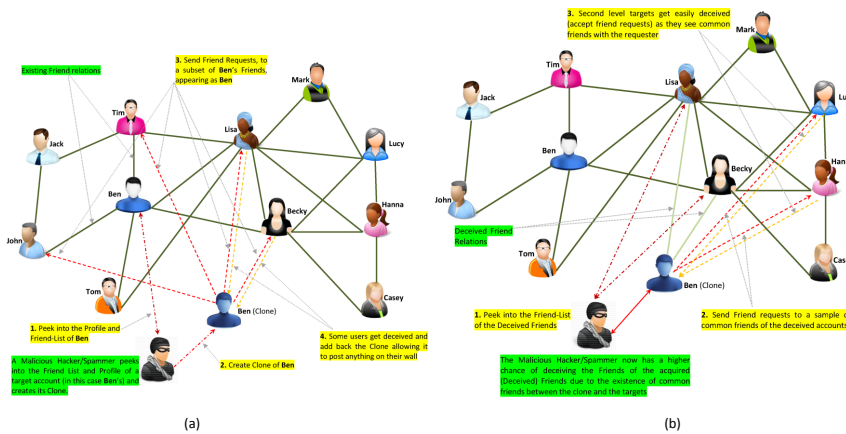 3. Send Friend Requests, to
a subset of Ben's Friends,
appearing as Ben
Existing Friend relations
Mark
Tim
Lisa
Jack
Lucy
Ben
Becky
Hanna
John
Tom
Casey
Ben (Clone)
1. Peek into the Profile and
Friend-List of Ben
4. Some users get deceived and
add back the Clone allowing it
to post anything on their wall
A Malicious Hacker/Spammer peeks
into the Friend List and Profile of a
target account (in this case Ben's) and
creates its Clone.
2. Create Clone of Ben
(a)
3. Second level targets get easily deceived
(accept friend requests) as they see common
friends with the requester
Mark
Tim
Lisa
Jack
Lu
Ben
Becky
Han
John
Deceived Friend
Relations
Tom
Cas
Ben (Clone)
1. Peek into the Friend-List
of the Deceived Friends
2. Send Friend requests to a sample o
common friends of the deceived accounts
The Malicious Hacker/Spammer now has a higher
chance of deceiving the Friends of the acquired
(Deceived) Friends due to the existence of common
friends between the clone and the targets
(b)